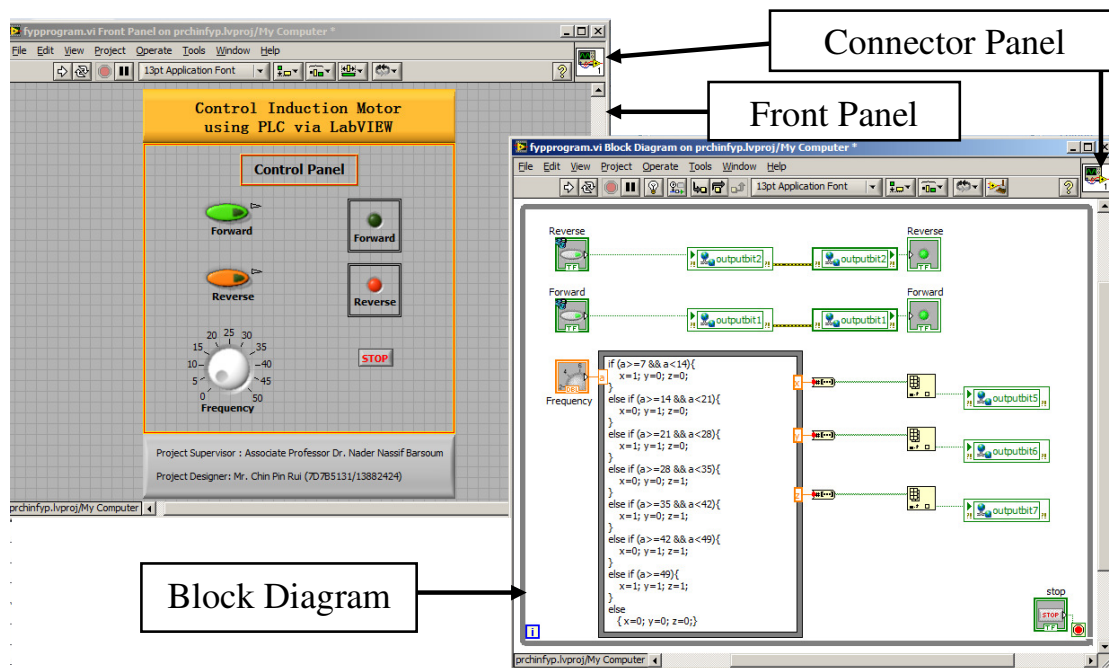 Connector Panel
Front Panel
Block Diagram
fypprogram.vi Front Panel on prchinfyp.lvproj/My Computer *
File Edit View Project Operate Tools Window Help
13pt Application Font
1
Control Induction Motor
using PLC via LabVIEW
Control Panel
Forward
Forward
Reverse
Reverse
0 5 10 15 20 25 30 35 40 45 50
Frequency
STOP
Project Supervisor : Associate Professor Dr. Nader Nassif Barsoum
Project Designer: Mr. Chin Pin Rui (7D7B5131/13882424)
prchinfyp.lvproj/My Computer
fypprogram.vi Block Diagram on prchinfyp.lvproj/My Computer *
File Edit View Project Operate Tools Window Help
13pt Application Font
1
Reverse
TF
outputbit2
outputbit2
Reverse
TF
Forward
TF
outputbit1
outputbit1
Forward
TF
Frequency
DBL
a
if (a>=7 && a<14){
x=1; y=0; z=0;
}
else if (a>=14 && a<21){
x=0; y=1; z=0;
}
else if (a>=21 && a<28){
x=1; y=1; z=0;
}
else if (a>=28 && a<35){
x=0; y=0; z=1;
}
else if (a>=35 && a<42){
x=1; y=0; z=1;
}
else if (a>=42 && a<49){
x=0; y=1; z=1;
}
else if (a>=49){
x=1; y=1; z=1;
}
else
{ x=0; y=0; z=0;}
x
outputbit5
y
outputbit6
z
outputbit7
stop
STOP
TF
i
prchinfyp.lvproj/My Computer